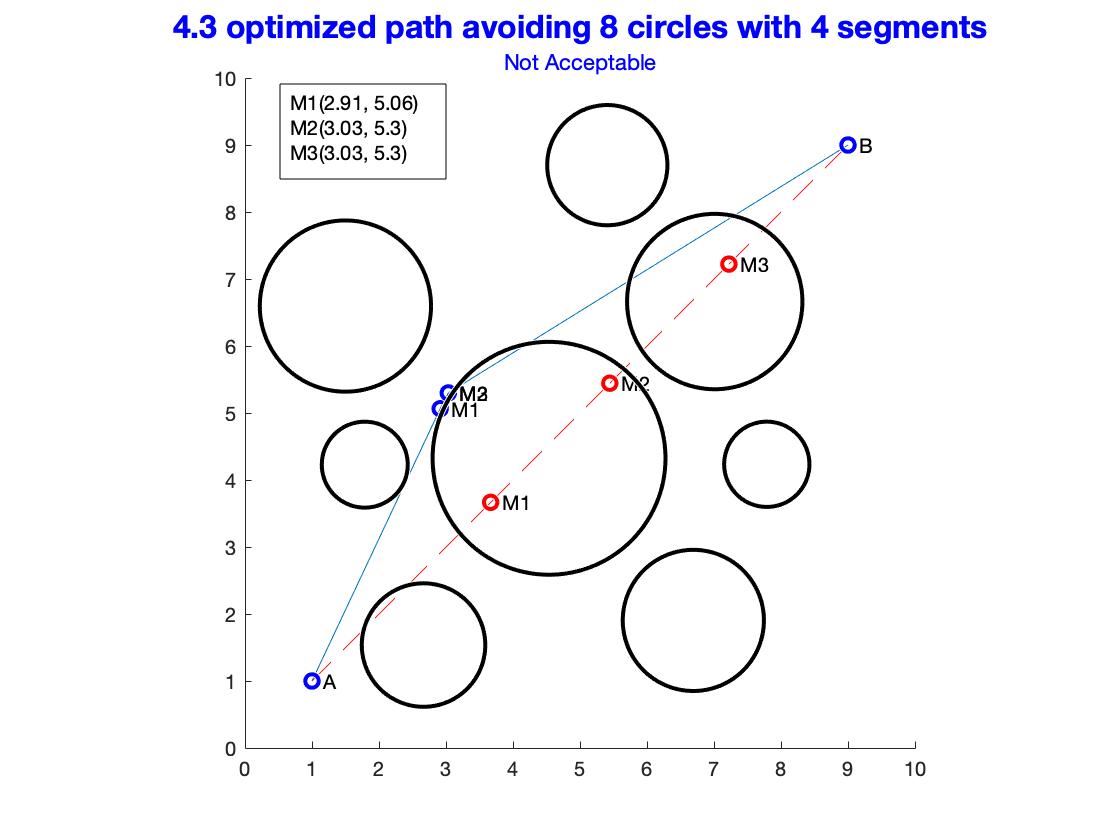 4.3 optimized path avoiding 8 circles with 4 segments
Not Acceptable
10
M1(2.91, 5.06)
M2(3.03, 5.3)
M3(3.03, 5.3)
9
B
8
7
M3
6
M2
M2
M3
5
M1
4
M1
3
2
1
A
0
0 1 2 3 4 5 6 7 8 9 10